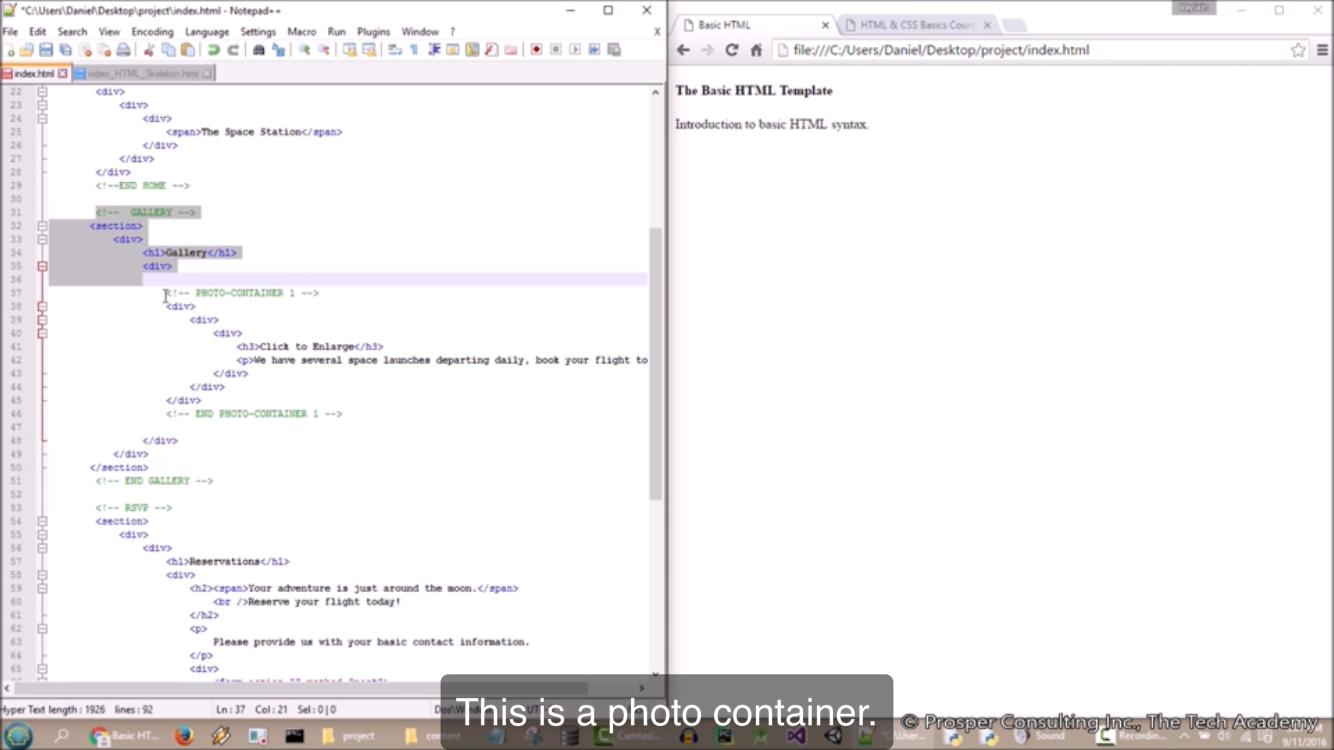 *C:\Users\Daniel\Desktop\project\index.html - Notepad++
File Edit Search View Encoding Language Settings Macro Run Plugins Window ? X
index.html
video_HTML_Skeleton.html
22 <div>
23 <div>
24 <div>
25 <span>The Space Station</span>
26 </div>
27 </div>
28 </div>
29 <!--END HOME -->
30
31 <!-- GALLERY -->
32 <section>
33 <div>
34 <h1>Gallery</h1>
35 <div>
36
37 <!-- PHOTO-CONTAINER 1 -->
38 <div>
39 <div>
40 <div>
41 <h3>Click to Enlarge</h3>
42 <p>We have several space launches departing daily, book your flight to
43 </div>
44 </div>
45 </div>
46 <!-- END PHOTO-CONTAINER 1 -->
47
48 </div>
49 </div>
50 </section>
51 <!-- END GALLERY -->
52
53 <!-- RSVP -->
54 <section>
55 <div>
56 <div>
57 <h1>Reservations</h1>
58 <div>
59 <h2><span>Your adventure is just around the moon.</span>
60 <br />Reserve your flight today!
61 </h2>
62 <p>
63 Please provide us with your basic contact information.
64 </p>
65 <div>
Hyper Text length : 1926 lines : 92 Ln : 37 Col : 21 Sel : 0 | 0
Basic HTML
HTML & CSS Basics Cours
file:///C:/Users/Daniel/Desktop/project/index.html
The Basic HTML Template
Introduction to basic HTML syntax.
This is a photo container.
© Prosper Consulting Inc., The Tech Academy
Basic HT... project content Camtasi... Recordin... Sound
9/11/2016